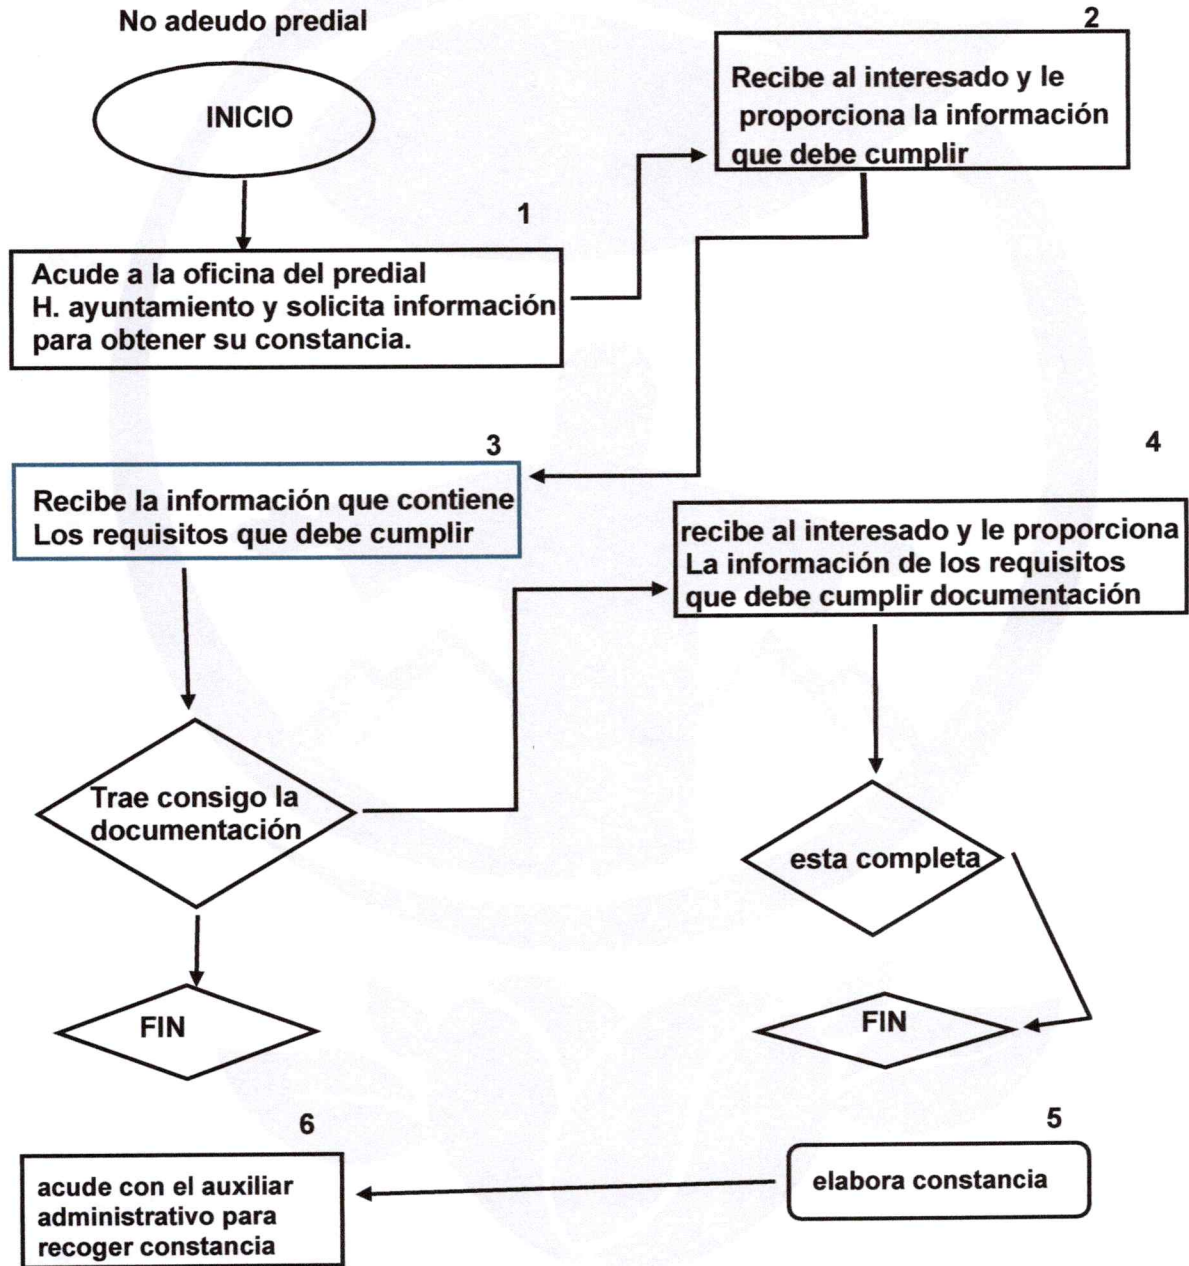 No adeudo predial
INICIO
2
Recibe al interesado y le
proporciona la información
que debe cumplir
1
Acude a la oficina del predial
H. ayuntamiento y solicita información
para obtener su constancia.
3
Recibe la información que contiene
Los requisitos que debe cumplir
4
recibe al interesado y le proporciona
La información de los requisitos
que debe cumplir documentación
Trae consigo la
documentación
esta completa
FIN
FIN
5
elabora constancia
6
acude con el auxiliar
administrativo para
recoger constancia